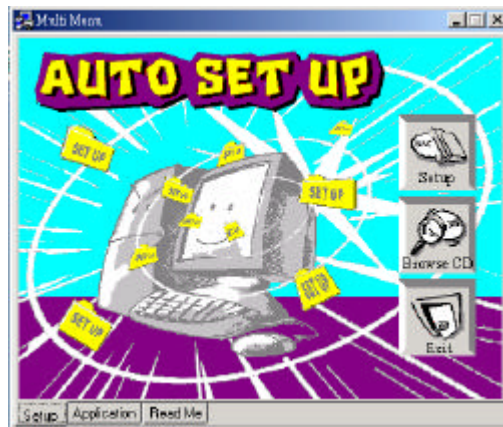 Multi Menu
AUTO SET UP
SET UP
SET UP
SET UP
SET UP
Setup
Browse CD
Exit
Setup
Application
Read Me